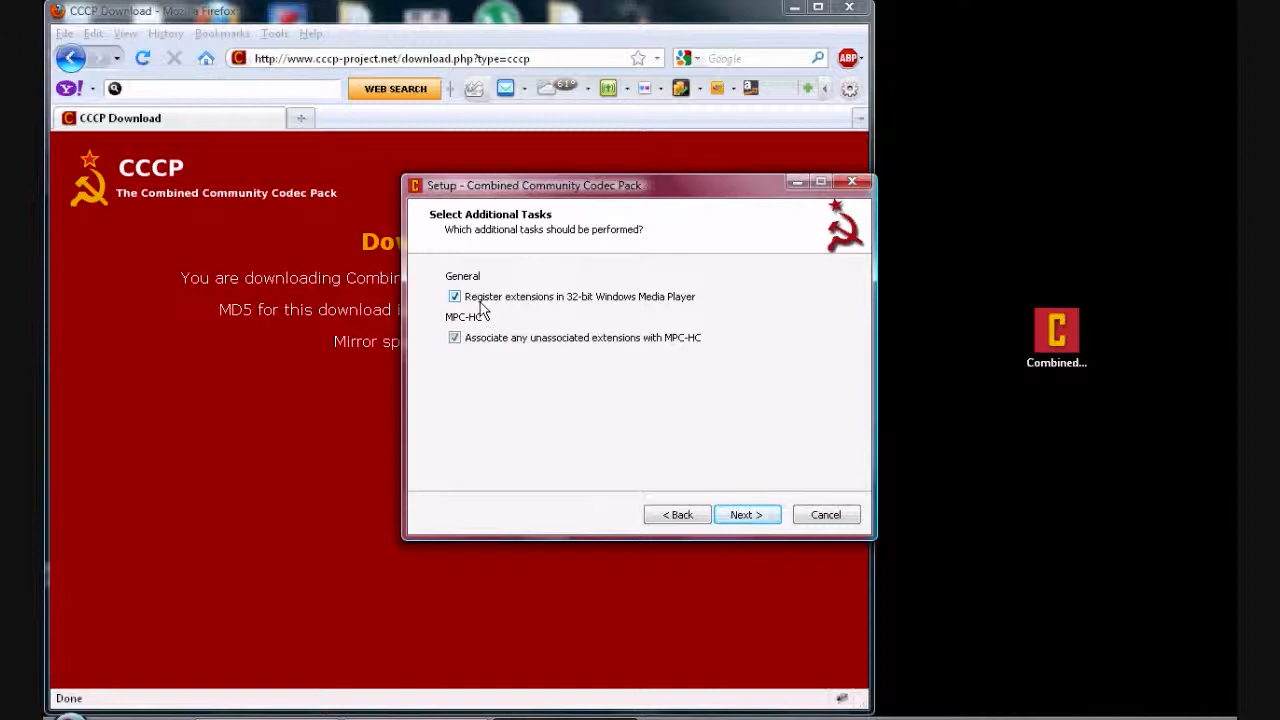 CCCP Download - Mozilla Firefox
File Edit View History Bookmarks Tools Help
http://www.cccp-project.net/download.php?type=cccp
Google
ABP
Y!
WEB SEARCH
61°
a
CCCP Download
CCCP
The Combined Community Codec Pack
Do
You are downloading Combi
MD5 for this download i
Mirror sp
Setup - Combined Community Codec Pack
Select Additional Tasks
Which additional tasks should be performed?
General
Register extensions in 32-bit Windows Media Player
MPC-HC
Associate any unassociated extensions with MPC-HC
< Back
Next >
Cancel
C
Combined...
Done